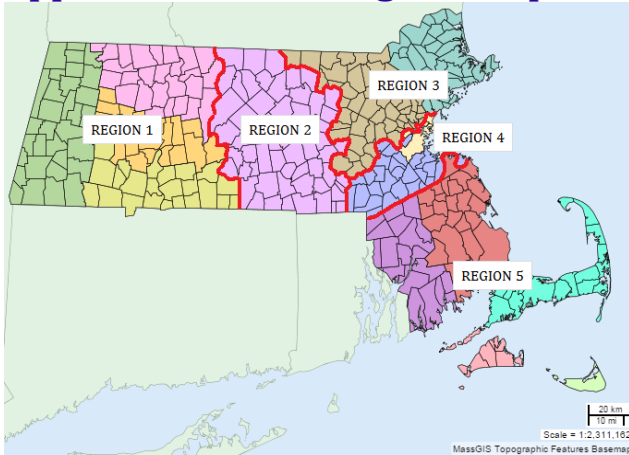 REGION 3
REGION 1
REGION 2
REGION 4
REGION 5
20 km
10 mi
Scale = 1:2,311,162
MassGIS Topographic Features Basemap